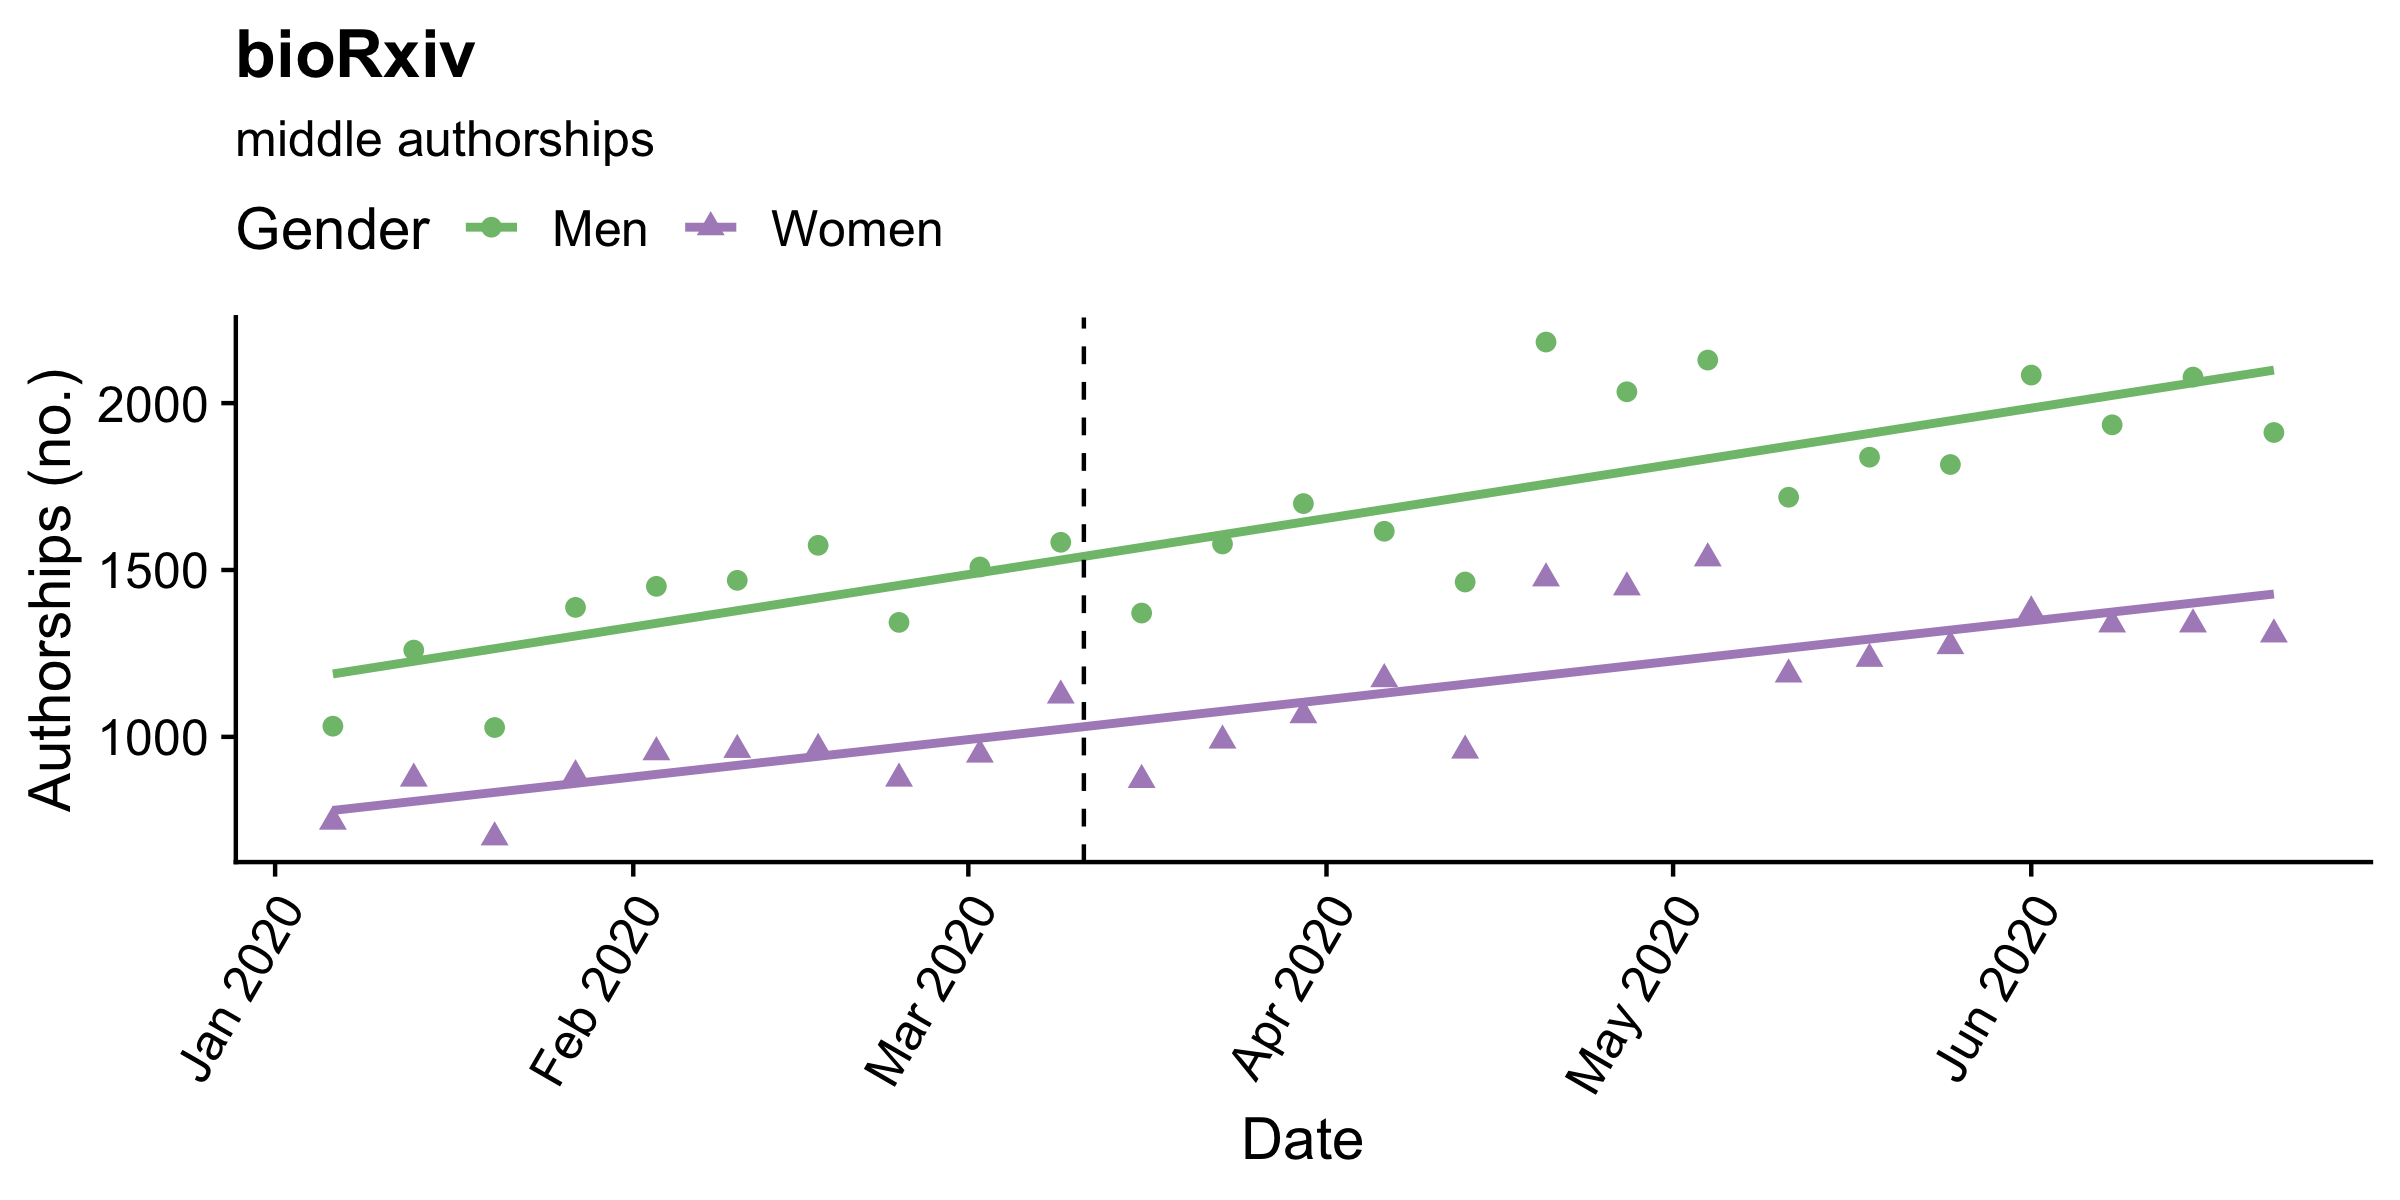 bioRxiv
middle authorships
Gender Men Women
Authorships (no.)
2000
1500
1000
Jan 2020 Feb 2020 Mar 2020 Apr 2020 May 2020 Jun 2020
Date